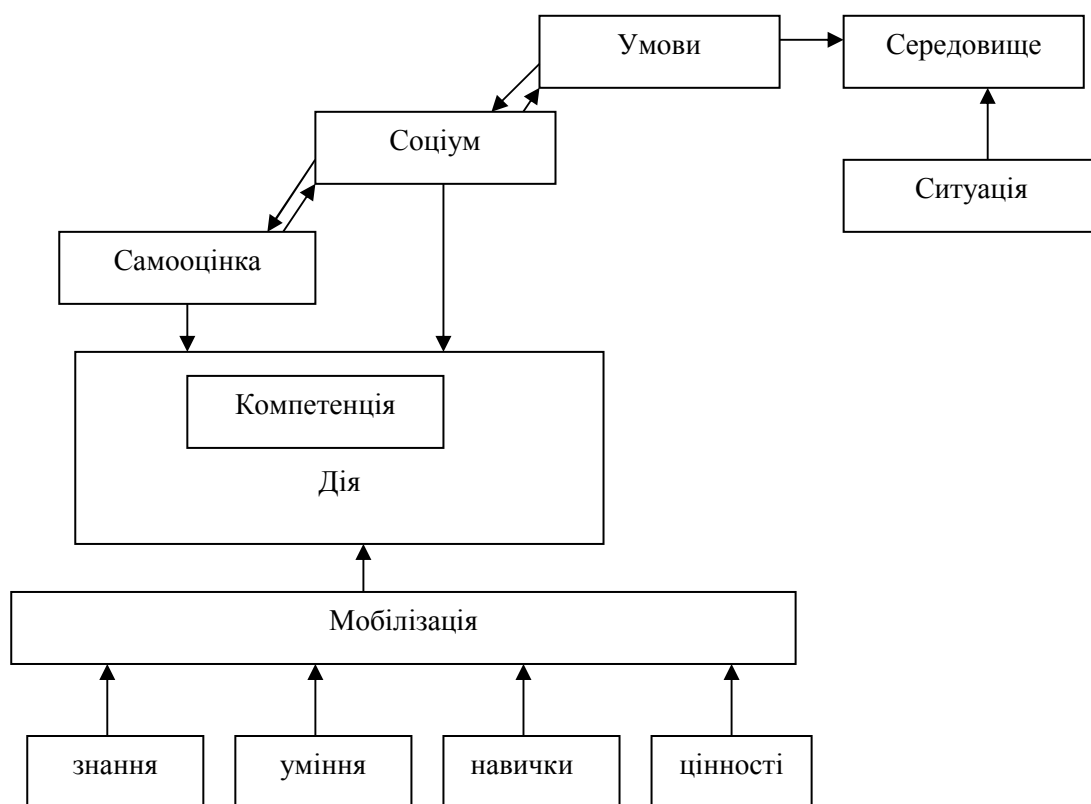 Умови
Середовище
Соціум
Ситуація
Самооцінка
Компетенція
Дія
Мобілізація
знання
уміння
навички
цінності